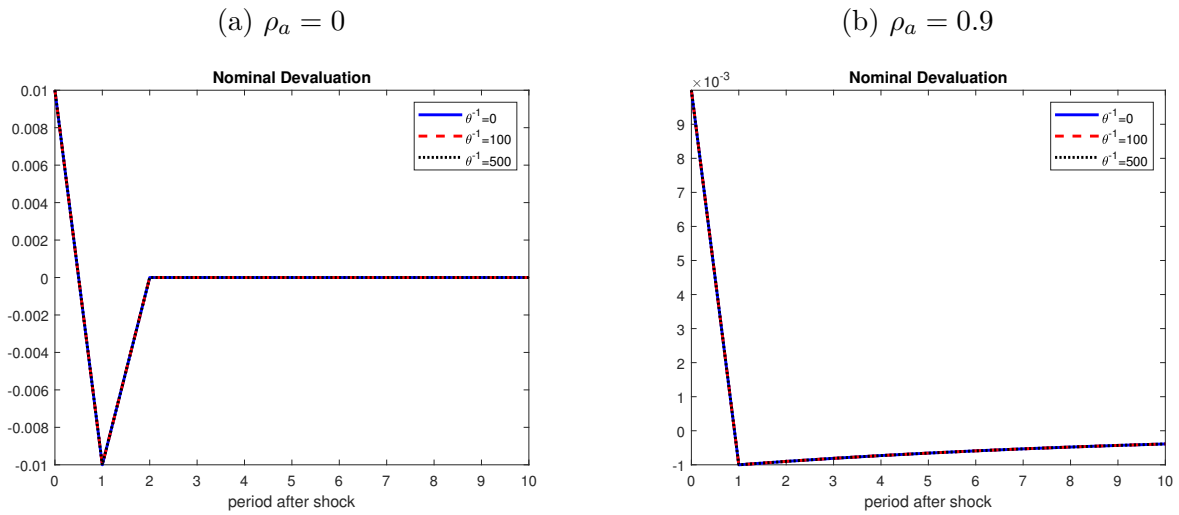 (a) ρₐ = 0
Nominal Devaluation
0.01
0.008
0.006
0.004
0.002
0
-0.002
-0.004
-0.006
-0.008
-0.01
0 1 2 3 4 5 6 7 8 9 10
period after shock
θ⁻¹=0
θ⁻¹=100
θ⁻¹=500
(b) ρₐ = 0.9
×10⁻³
Nominal Devaluation
9
8
7
6
5
4
3
2
1
0
-1
0 1 2 3 4 5 6 7 8 9 10
period after shock
θ⁻¹=0
θ⁻¹=100
θ⁻¹=500